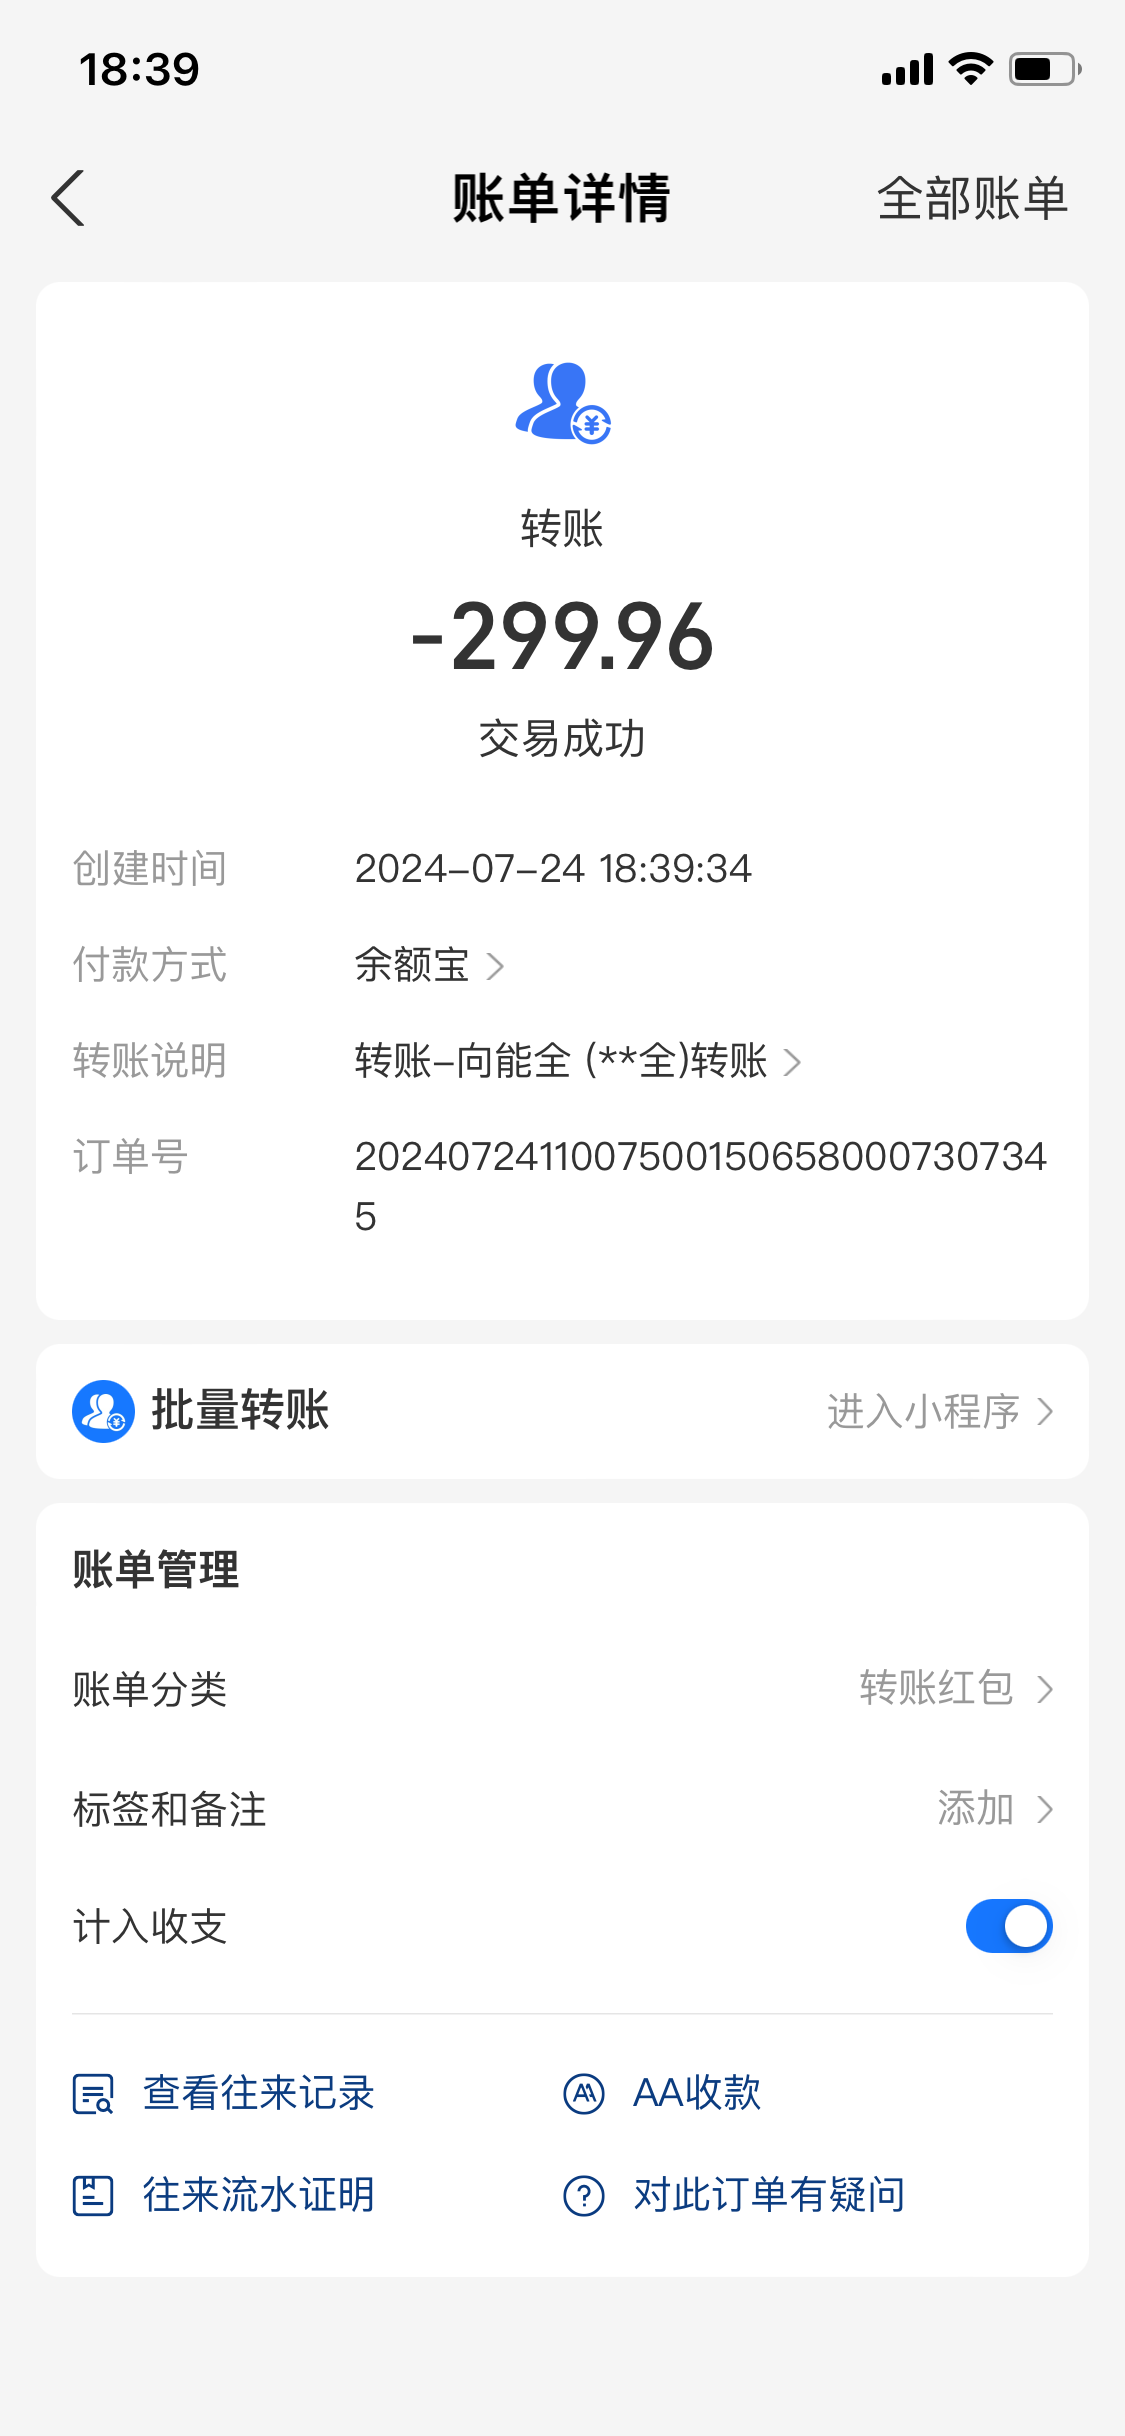 18:39
账单详情
全部账单
转账
-299.96
交易成功
创建时间 2024-07-24 18:39:34
付款方式 余额宝
转账说明 转账-向能全 (**全)转账
订单号 2024072411007500150658000730734
5
批量转账 进入小程序
账单管理
账单分类 转账红包
标签和备注 添加
计入收支
查看往来记录 AA收款
往来流水证明 对此订单有疑问